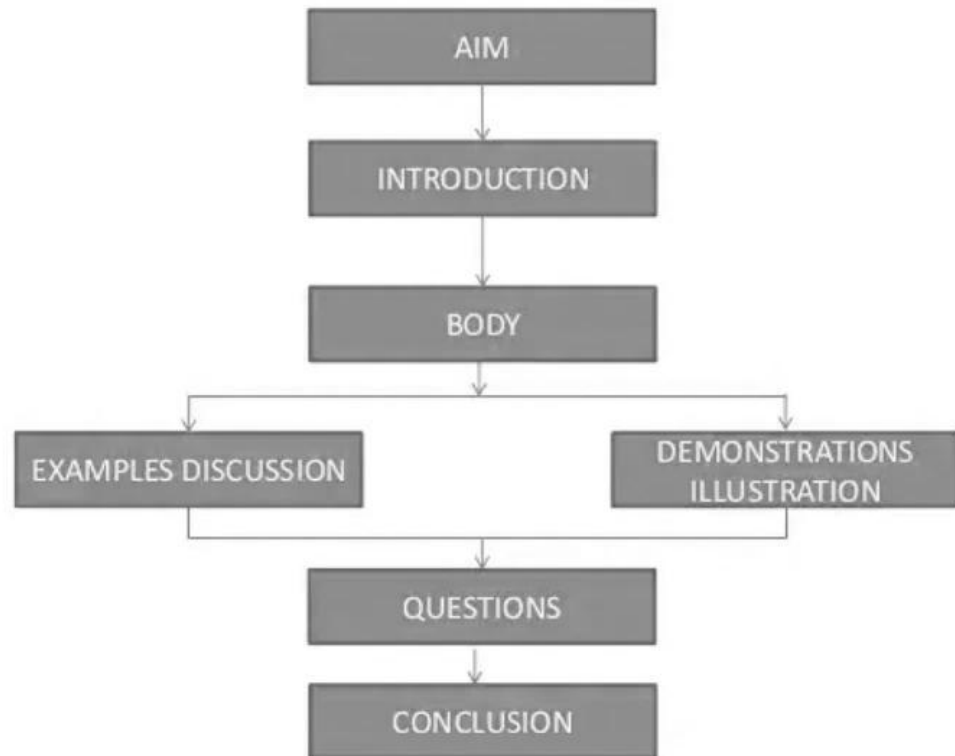 AIM
INTRODUCTION
BODY
EXAMPLES DISCUSSION
DEMONSTRATIONS
ILLUSTRATION
QUESTIONS
CONCLUSION